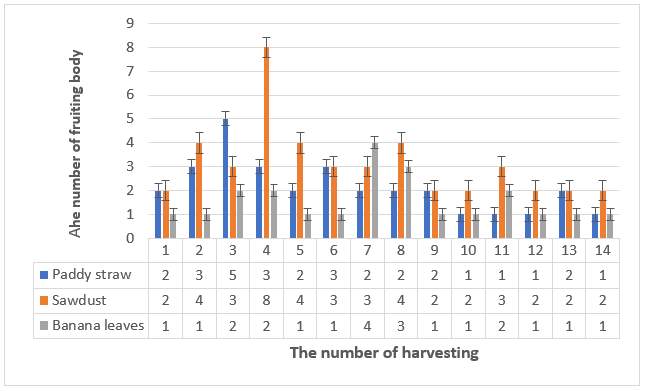 9
8
7
6
5
4
3
2
1
0
Ahe number of fruiting body
1 2 3 4 5 6 7 8 9 10 11 12 13 14
Paddy straw 2 3 5 3 2 3 2 2 2 1 1 1 2 1
Sawdust 2 4 3 8 4 3 3 4 2 2 3 2 2 2
Banana leaves 1 1 2 2 1 1 4 3 1 1 2 1 1 1
The number of harvesting